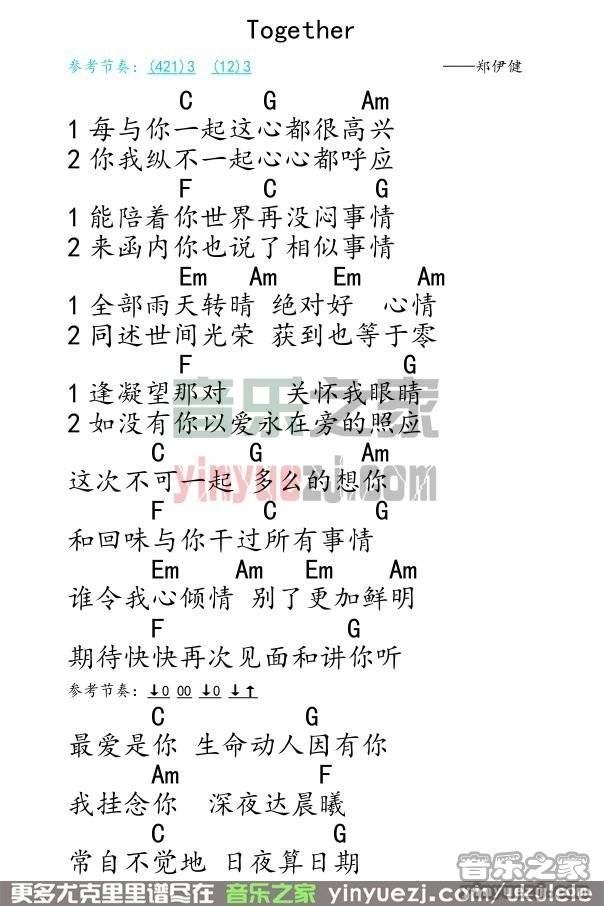 Together
参考节奏：(421)3 (12)3 ——郑伊健
C G Am
1 每与你一起这心都很高兴
2 你我纵不一起心心都呼应
F C G
1 能陪着你世界再没闷事情
2 来函内你也说了相似事情
Em Am Em Am
1 全部雨天转晴 绝对好 心情
2 同述世间光荣 获到也等于零
F G
1 逢凝望那对 关怀我眼睛
2 如没有你以爱永在旁的照应
音乐之家
C G Am
这次不可一起 多么的想你
yinyuezj.com
F C G
和回味与你干过所有事情
Em Am Em Am
谁令我心倾情 别了更加鲜明
F G
期待快快再次见面和讲你听
参考节奏：↓0 00 ↓0 ↓↑
C G
最爱是你 生命动人因有你
Am F
我挂念你 深夜达晨曦
C G
常自不觉地 日夜算日期
音乐之家
更多尤克里里谱尽在 音乐之家 yinyuezj.com/ukulele